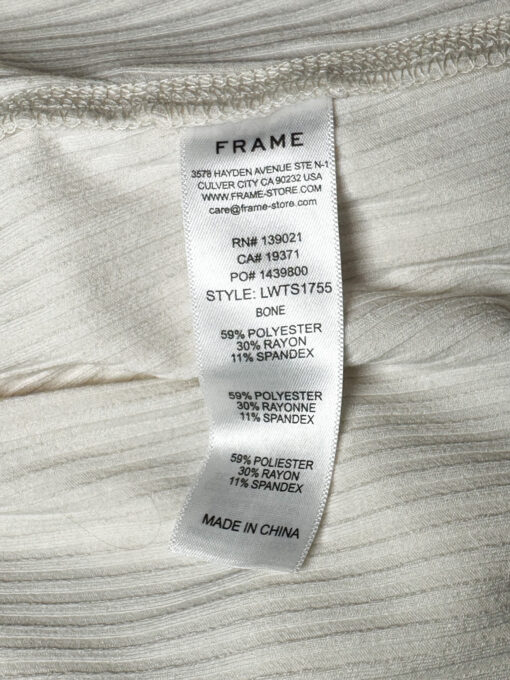 FRAME
3578 HAYDEN AVENUE STE N-1
CULVER CITY CA 90232 USA
WWW.FRAME-STORE.COM
care@frame-store.com
RN# 139021
CA# 19371
PO# 1439800
STYLE: LWTS1755
BONE
59% POLYESTER
30% RAYON
11% SPANDEX
59% POLYESTER
30% RAYONNE
11% SPANDEX
59% POLIESTER
30% RAYON
11% SPANDEX
MADE IN CHINA